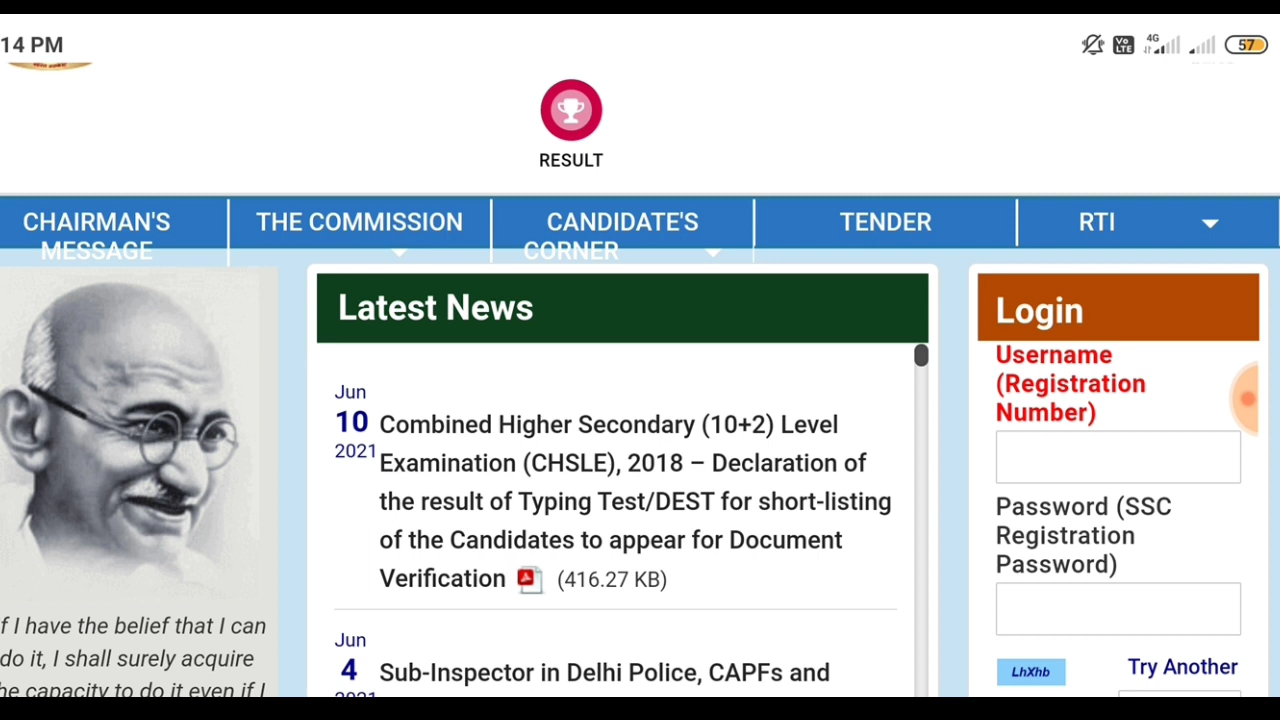 14 PM
Vo LTE
4G
57
RESULT
CHAIRMAN'S MESSAGE
THE COMMISSION
CANDIDATE'S CORNER
TENDER
RTI
Latest News
Jun
10
2021
Combined Higher Secondary (10+2) Level
Examination (CHSLE), 2018 – Declaration of
the result of Typing Test/DEST for short-listing
of the Candidates to appear for Document
Verification (416.27 KB)
Jun
4
2021
Sub-Inspector in Delhi Police, CAPFs and
Login
Username
(Registration
Number)
Password (SSC
Registration
Password)
LhXhb
Try Another
f I have the belief that I can
do it, I shall surely acquire
he capacity to do it even if I